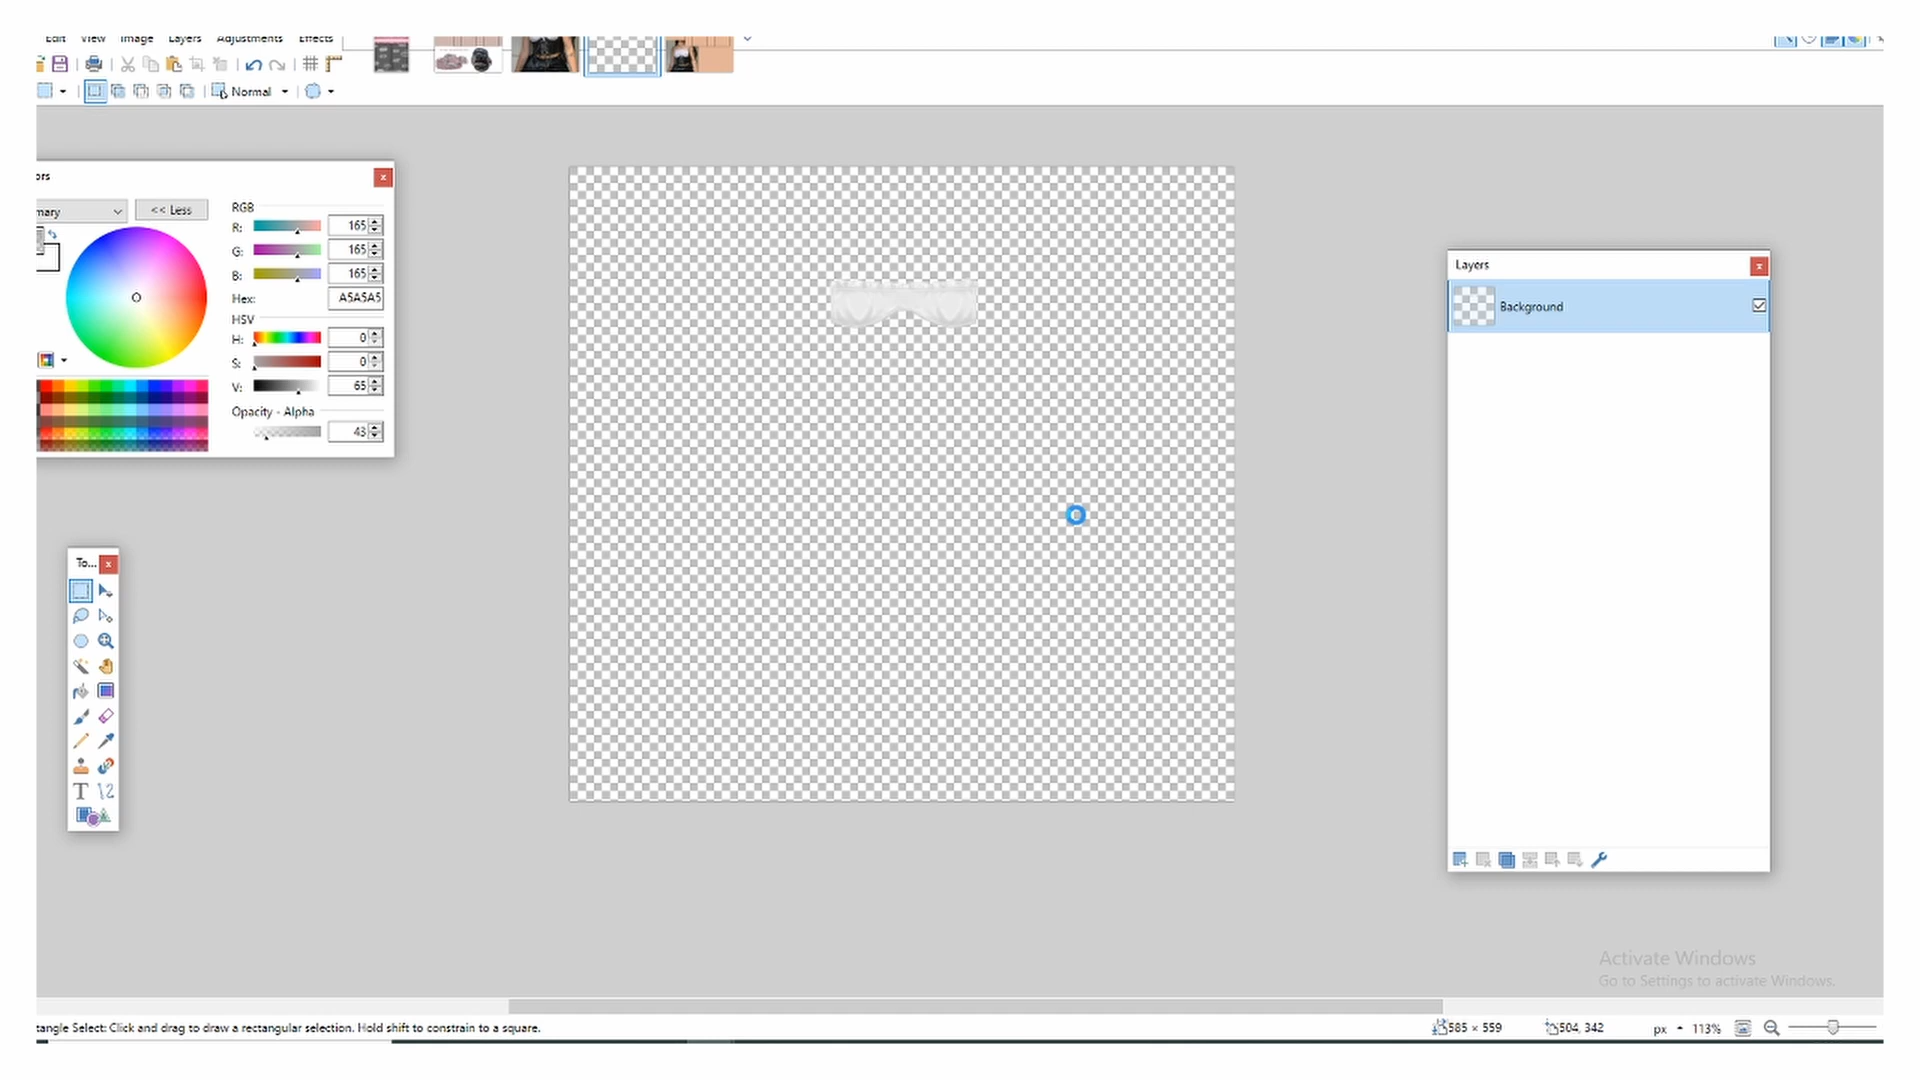 Edit View Image Layers Adjustments Effects
Normal
ors
mary
<< Less
RGB
R: 165
G: 165
B: 165
Hex: A5A5A5
HSV
H: 0
S: 0
V: 65
Opacity - Alpha
43
To...
Layers
Background
Activate Windows
Go to Settings to activate Windows.
tangle Select: Click and drag to draw a rectangular selection. Hold shift to constrain to a square.
585 × 559
504, 342
px
113%